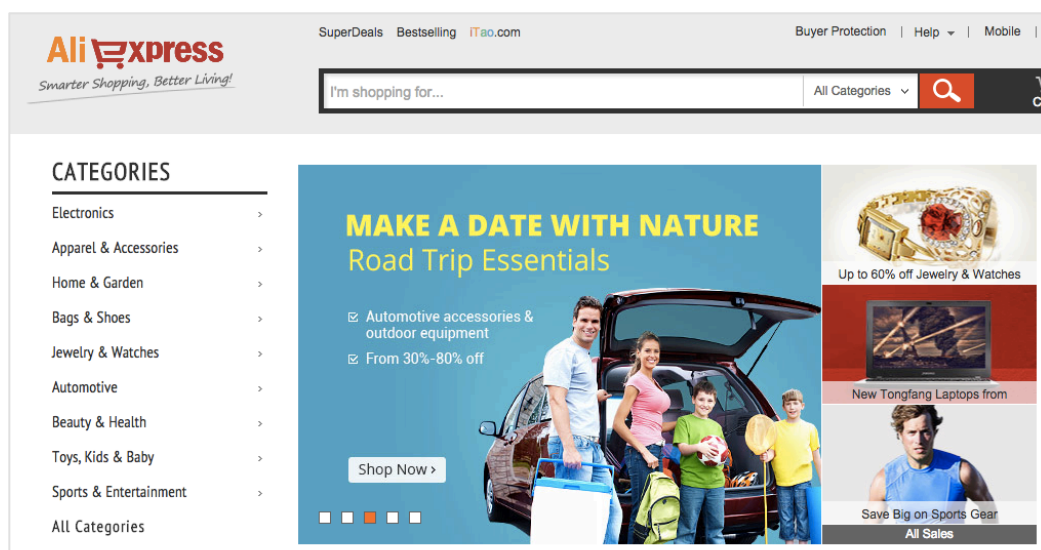 SuperDeals Bestselling iTao.com
Buyer Protection | Help | Mobile |
AliExpress
Smarter Shopping, Better Living!
I'm shopping for...
All Categories
CATEGORIES
Electronics
Apparel & Accessories
Home & Garden
Bags & Shoes
Jewelry & Watches
Automotive
Beauty & Health
Toys, Kids & Baby
Sports & Entertainment
All Categories
MAKE A DATE WITH NATURE
Road Trip Essentials
Automotive accessories &
outdoor equipment
From 30%-80% off
Shop Now ›
Up to 60% off Jewelry & Watches
New Tongfang Laptops from
Save Big on Sports Gear
All Sales